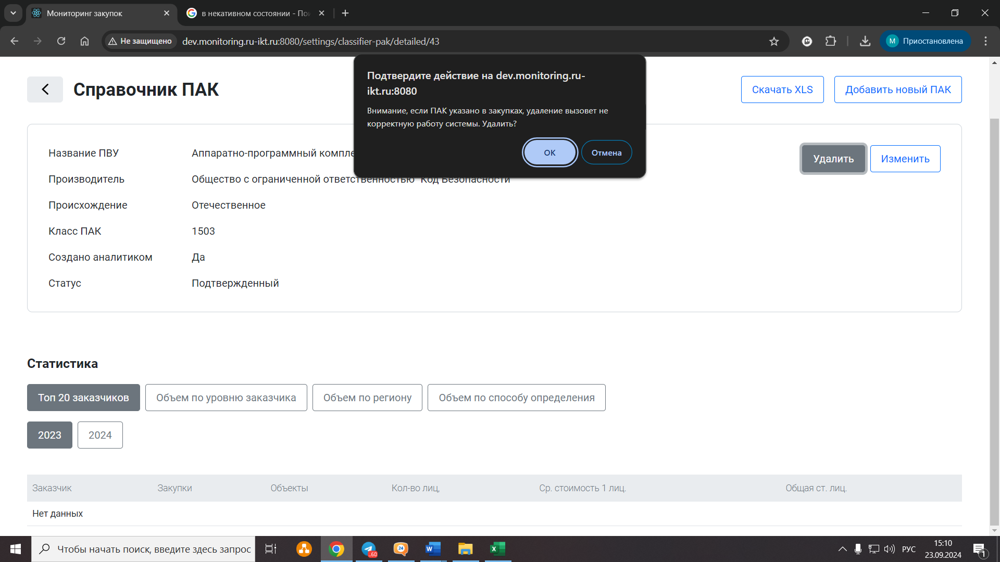 Мониторинг закупок
в некативном состоянии - Пои
Не защищено
dev.monitoring.ru-ikt.ru:8080/settings/classifier-pak/detailed/43
М
Приостановлена
Подтвердите действие на dev.monitoring.ru-
ikt.ru:8080
Внимание, если ПАК указано в закупках, удаление вызовет не
корректную работу системы. Удалить?
ОК
Отмена
Справочник ПАК
Скачать XLS
Добавить новый ПАК
Название ПВУ
Аппаратно-программный компле
Удалить
Изменить
Производитель
Общество с ограниченной ответственностью "Код Безопасности"
Происхождение
Отечественное
Класс ПАК
1503
Создано аналитиком
Да
Статус
Подтвержденный
Статистика
Топ 20 заказчиков
Объем по уровню заказчика
Объем по региону
Объем по способу определения
2023
2024
Заказчик
Закупки
Объекты
Кол-во лиц,
Ср. стоимость 1 лиц.
Общая ст. лиц.
Нет данных
Чтобы начать поиск, введите здесь запрос
..60
24
W
X
РУС
15:10
23.09.2024
1